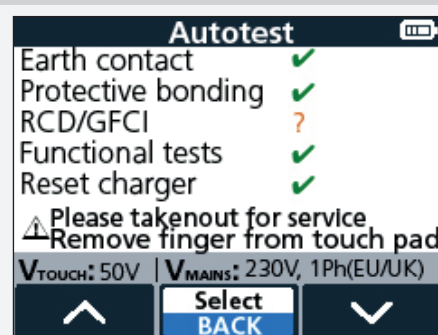 Autotest
Earth contact ✔
Protective bonding ✔
RCD/GFCI ?
Functional tests ✔
Reset charger ✔
⚠Please takenout for service
Remove finger from touch pad
VTOUCH: 50V | VMAINS: 230V, 1Ph(EU/UK)
Select
BACK